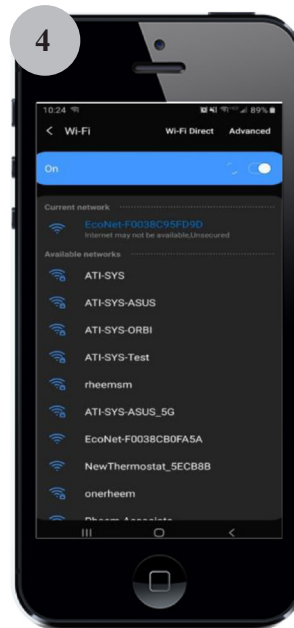 4
10:24 89%
< Wi-Fi Wi-Fi Direct Advanced
On
Current network
EcoNet-F0038C95FD9D
Internet may not be available,Unsecured
Available networks
ATI-SYS
ATI-SYS-ASUS
ATI-SYS-ORBI
ATI-SYS-Test
rheemsm
ATI-SYS-ASUS_5G
EcoNet-F0038CB0FA5A
NewThermostat_5ECB8B
onerheem